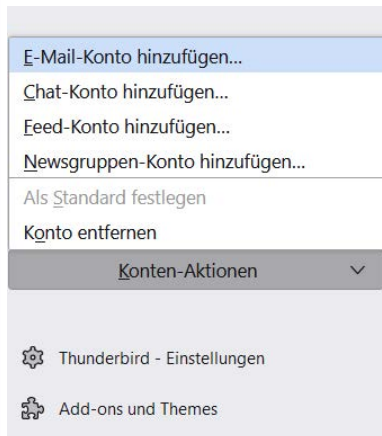 E-Mail-Konto hinzufügen...
Chat-Konto hinzufügen...
Feed-Konto hinzufügen...
Newsgruppen-Konto hinzufügen...
Als Standard festlegen
Konto entfernen
Konten-Aktionen
Thunderbird - Einstellungen
Add-ons und Themes